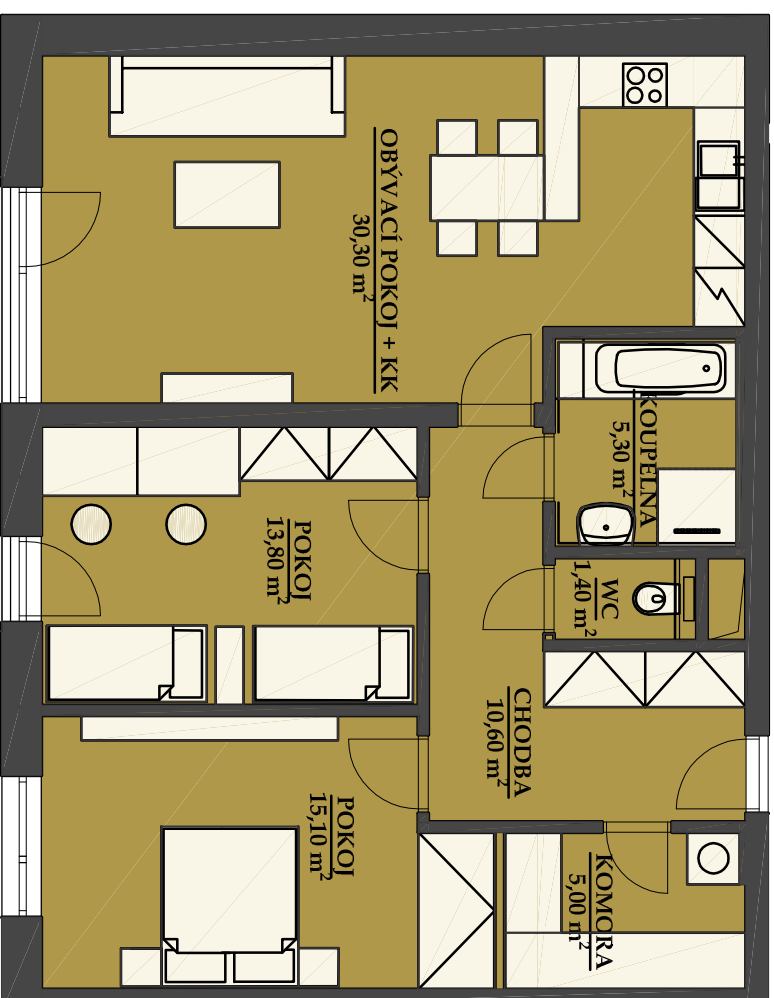 OBÝVACÍ POKOJ + KK
30,30 m²
KOUPELNA
5,30 m²
POKOJ
13,80 m²
WC
1,40 m²
CHODBA
10,60 m²
POKOJ
15,10 m²
KOMORA
5,00 m²